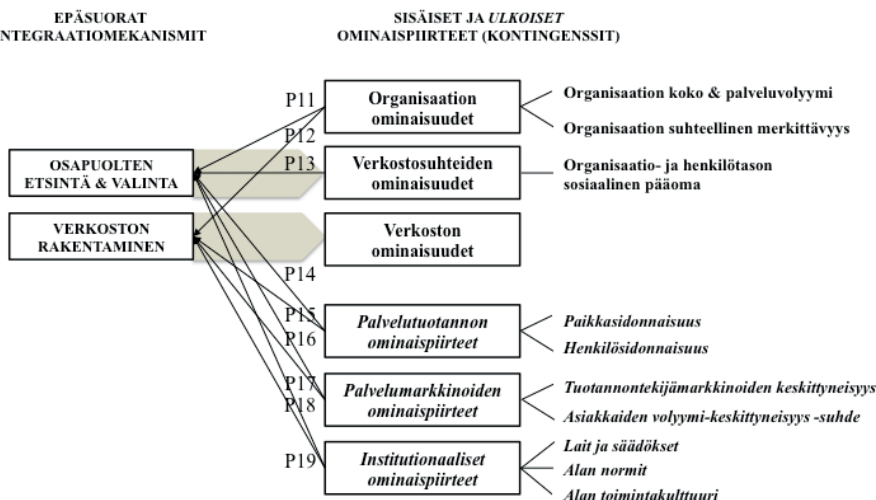 EPÄSUORAT
NTEGRAATIOMEKANISMIT
SISÄISET JA ULKOISET
OMINAISPIIRTEET (KONTINGENSSIT)
P11
Organisaation
ominaisuudet
Organisaation koko & palveluvolyymi
Organisaation suhteellinen merkittävyys
P12
OSAPUOLTEN
ETSINTÄ & VALINTA
P13
Verkostosuhteiden
ominaisuudet
Organisaatio- ja henkilötason
sosiaalinen pääoma
VERKOSTON
RAKENTAMINEN
Verkoston
ominaisuudet
P14
P15
P16
Palvelutuotannon
ominaispiirteet
Paikkasidonnaisuus
Henkilösidonnaisuus
P17
P18
Palvelumarkkinoiden
ominaispiirteet
Tuotannontekijämarkkinoiden keskittyneisyys
Asiakkaiden volyymi-keskittyneisyys -suhde
P19
Institutionaaliset
ominaispiirteet
Lait ja säädökset
Alan normit
Alan toimintakulttuuri